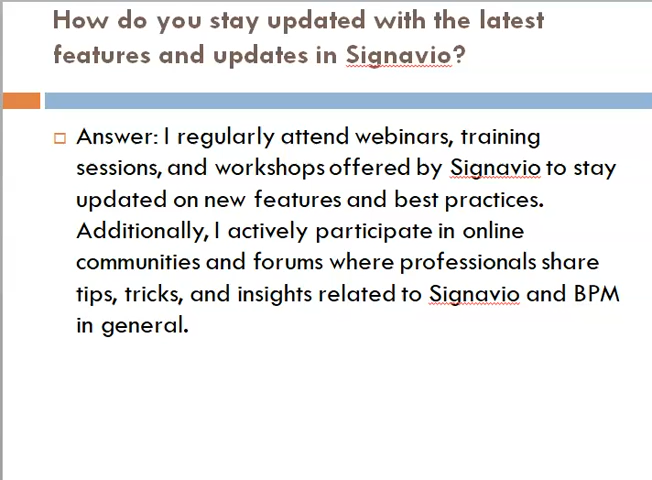 How do you stay updated with the latest
features and updates in Signavio?
Answer: I regularly attend webinars, training
sessions, and workshops offered by Signavio to stay
updated on new features and best practices.
Additionally, I actively participate in online
communities and forums where professionals share
tips, tricks, and insights related to Signavio and BPM
in general.